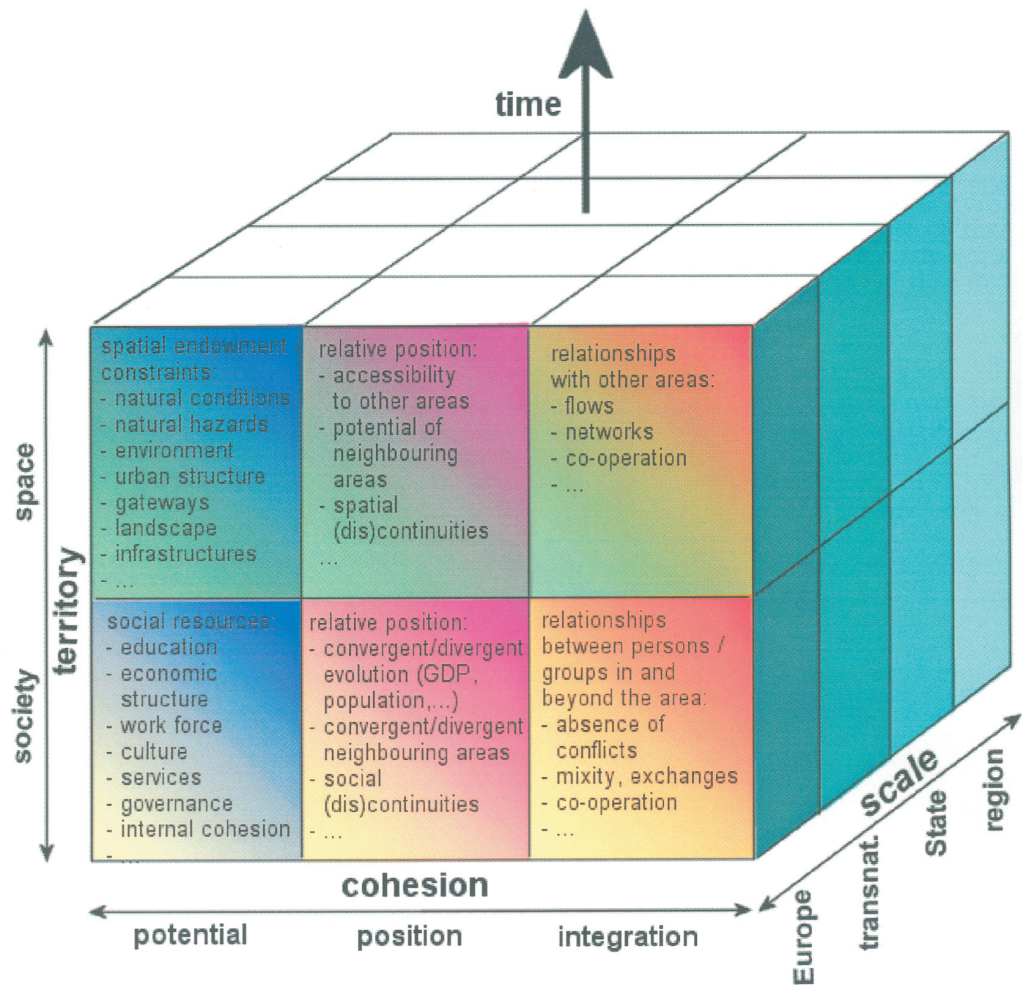 time
spatial endowment
constraints:
- natural conditions
- natural hazards
- environment
- urban structure
- gateways
- landscape
- infrastructures
- ...
relative position:
- accessibility
to other areas
- potential of
neighbouring
areas
- spatial
(dis)continuities
...
relationships
with other areas:
- flows
- networks
- co-operation
- ...
social resources:
- education
- economic
structure
- work force
- culture
- services
- governance
- internal cohesion
- ...
relative position:
- convergent/divergent
evolution (GDP,
population,...)
- convergent/divergent
neighbouring areas
- social
(dis)continuities
- ...
relationships
between persons /
groups in and
beyond the area:
- absence of
conflicts
- mixity, exchanges
- co-operation
- ...
space
society
territory
cohesion
potential
position
integration
scale
Europe
transnat.
State
region